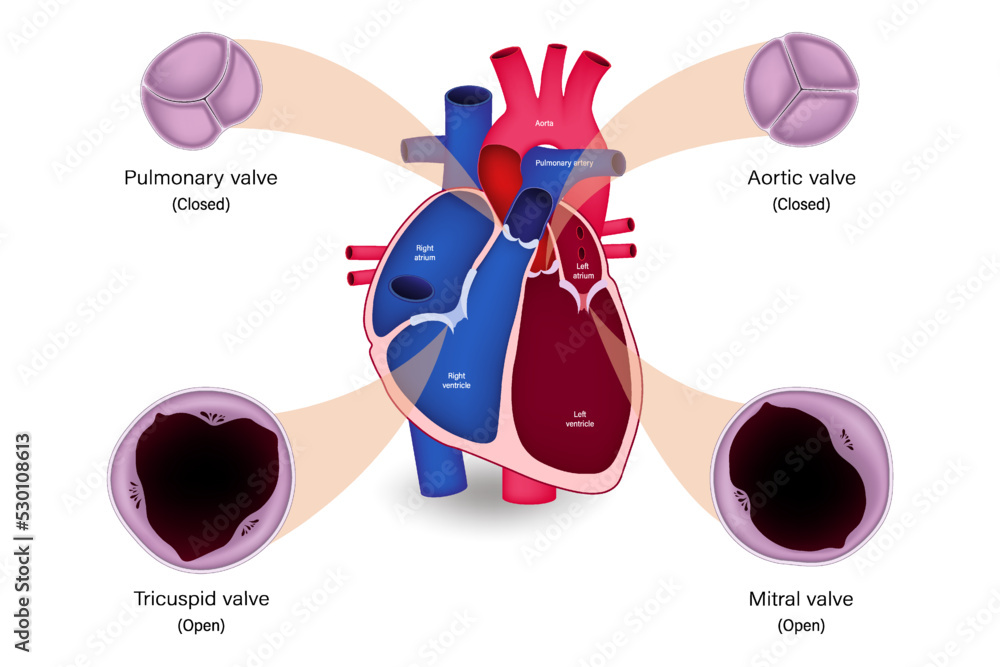 Pulmonary valve
(Closed)
Aortic valve
(Closed)
Aorta
Pulmonary artery
Right
atrium
Left
atrium
Right
ventricle
Left
ventricle
Tricuspid valve
(Open)
Mitral valve
(Open)
Adobe Stock | #530108613